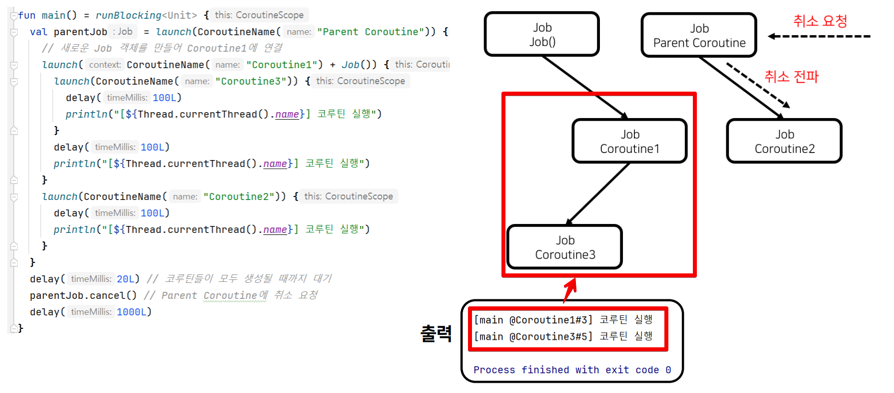 fun main() = runBlocking<Unit> { this: CoroutineScope
val parentJob : Job = launch(CoroutineName( name: "Parent Coroutine")) {
// 새로운 Job 객체를 만들어 Coroutine1에 연결
launch( context: CoroutineName( name: "Coroutine1") + Job()) { this: Corouti
launch(CoroutineName( name: "Coroutine3")) { this: CoroutineScope
delay( timeMillis: 100L)
println("[${Thread.currentThread().name}] 코루틴 실행")
}
delay( timeMillis: 100L)
println("[${Thread.currentThread().name}] 코루틴 실행")
}
launch(CoroutineName( name: "Coroutine2")) { this: CoroutineScope
delay( timeMillis: 100L)
println("[${Thread.currentThread().name}] 코루틴 실행")
}
}
delay( timeMillis: 20L) // 코루틴들이 모두 생성될 때까지 대기
parentJob.cancel() // Parent Coroutine에 취소 요청
delay( timeMillis: 1000L)
}
Job
Job()
Job
Parent Coroutine
취소 요청
취소 전파
Job
Coroutine1
Job
Coroutine2
Job
Coroutine3
출력
[main @Coroutine1#3] 코루틴 실행
[main @Coroutine3#5] 코루틴 실행
Process finished with exit code 0